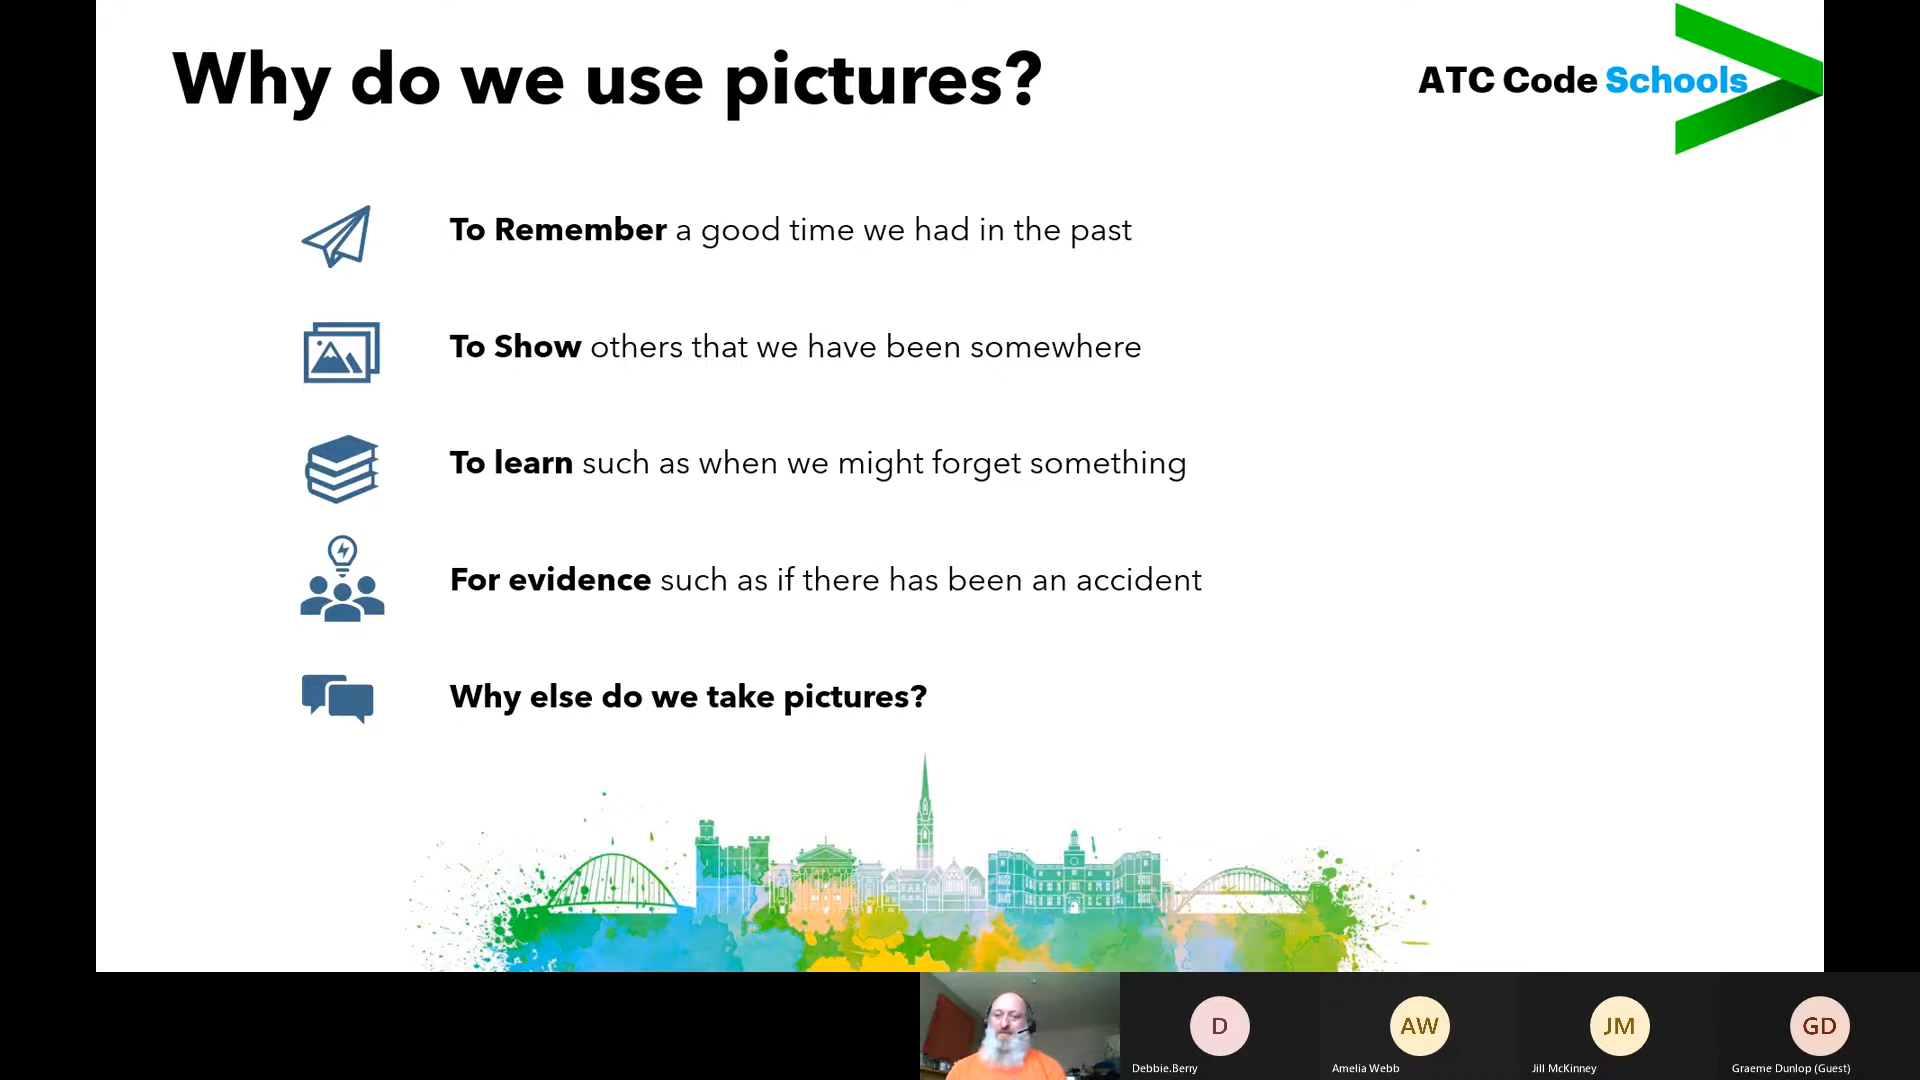 Why do we use pictures?
ATC Code Schools
To Remember a good time we had in the past
To Show others that we have been somewhere
To learn such as when we might forget something
For evidence such as if there has been an accident
Why else do we take pictures?
D
AW
JM
GD
Debbie.Berry
Amelia Webb
Jill McKinney
Graeme Dunlop (Guest)